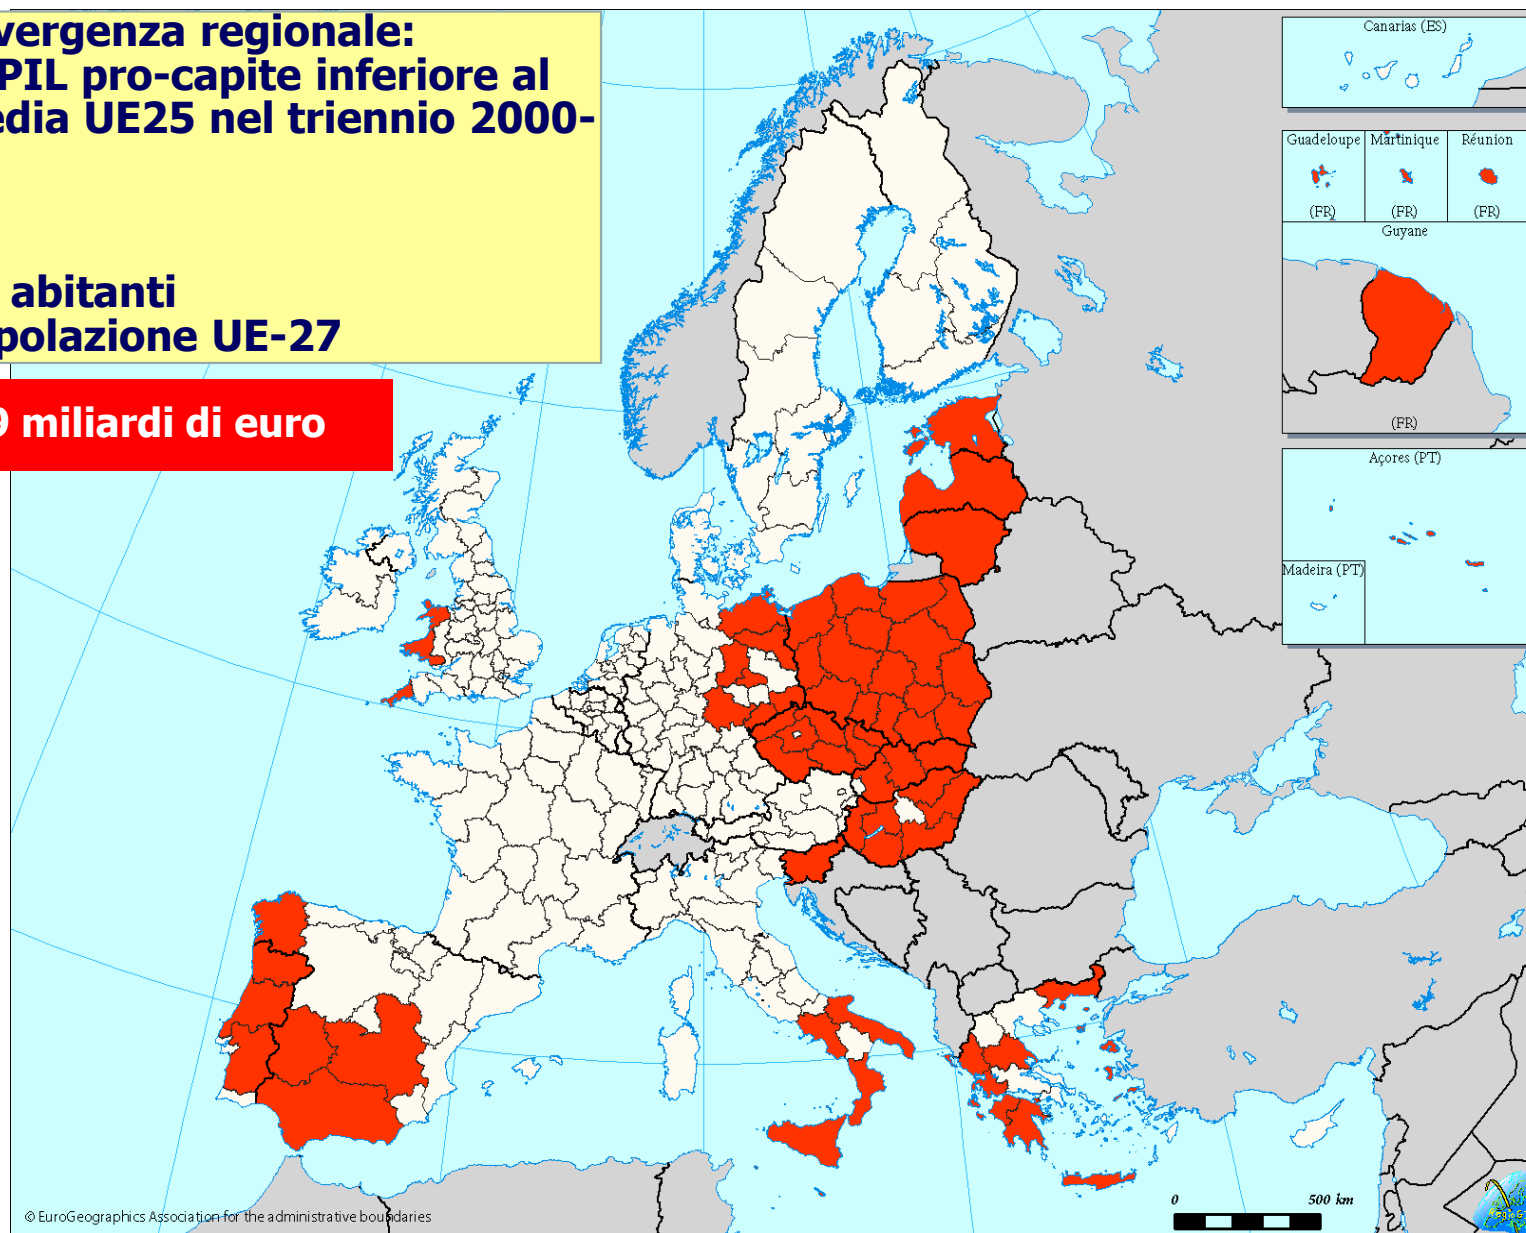 vergenza regionale:
PIL pro-capite inferiore al
edia UE25 nel triennio 2000-
abitanti
polazione UE-27
9 miliardi di euro
Canarias (ES)
Guadeloupe
Martinique
Réunion
(FR)
(FR)
(FR)
Guyane
(FR)
Açores (PT)
Madeira (PT)
0
500 km
© EuroGeographics Association for the administrative boundaries